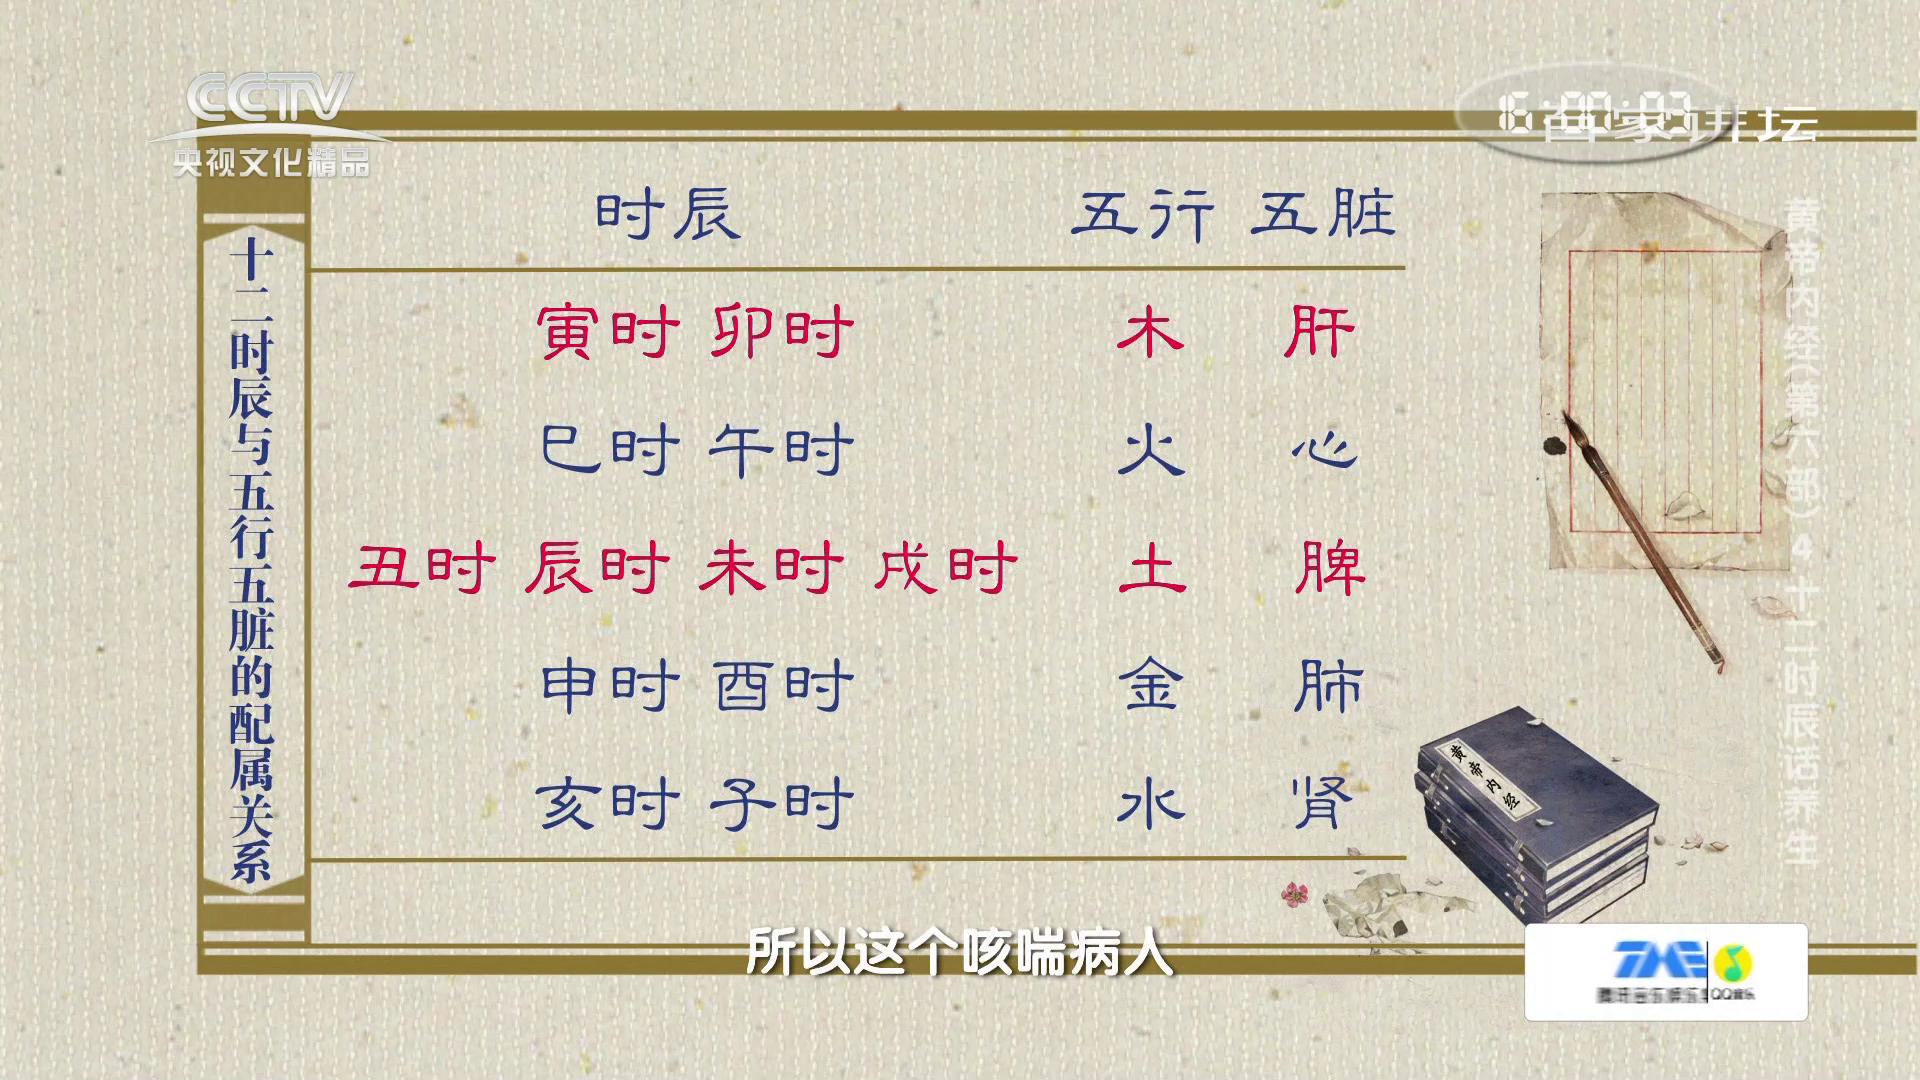 CCTV
央视文化精品
16:00:03
百家讲坛
时辰 五行 五脏
寅时 卯时 木 肝
巳时 午时 火 心
丑时 辰时 未时 戌时 土 脾
申时 酉时 金 肺
亥时 子时 水 肾
十二时辰与五行五脏的配属关系
黄帝内经(第六部)4 十二时辰话养生
黄帝内经
所以这个咳喘病人
QQ音乐